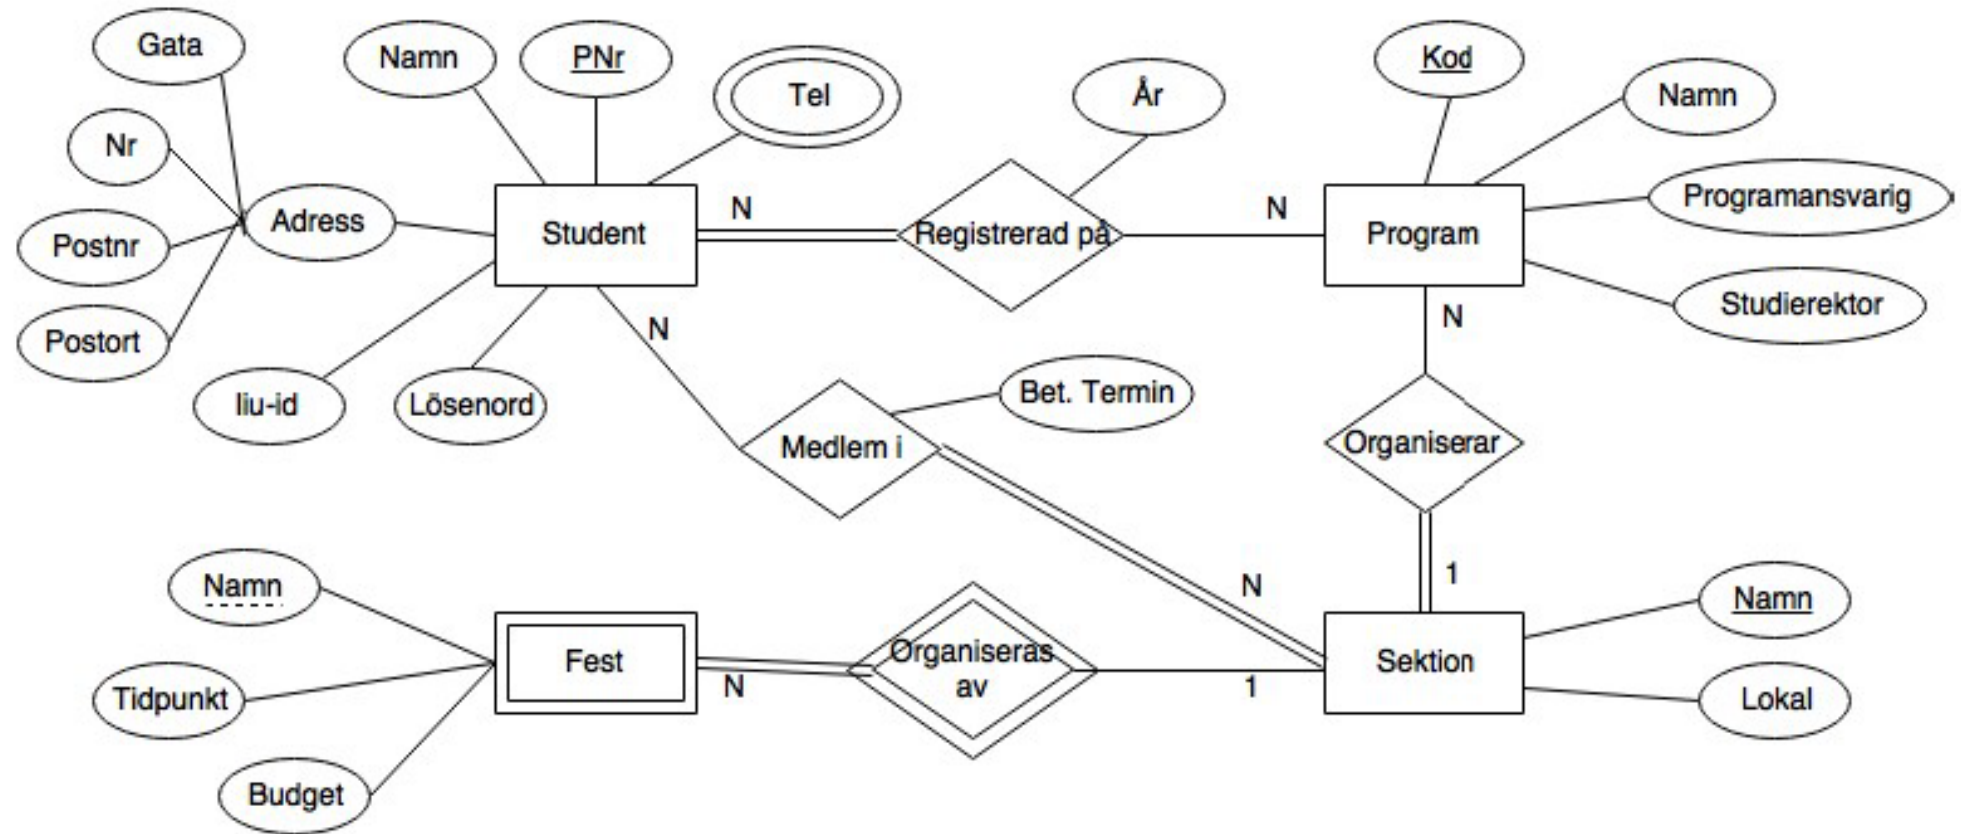 Gata
Namn
PNr
Tel
År
Kod
Namn
Nr
Programansvarig
Postnr
Adress
Student
N
Registrerad på
N
Program
Postort
Studierektor
N
N
liu-id
Lösenord
Medlem i
Bet. Termin
Organiserar
Namn
N
1
Namn
Tidpunkt
Fest
N
Organiseras
av
1
Sektion
Lokal
Budget